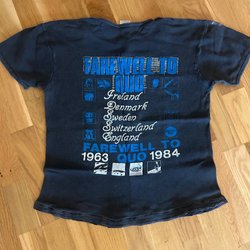 FAREWELL TO
QUO
Ireland
Denmark
Sweden
Switzerland
England
FAREWELL TO
1963 QUO 1984